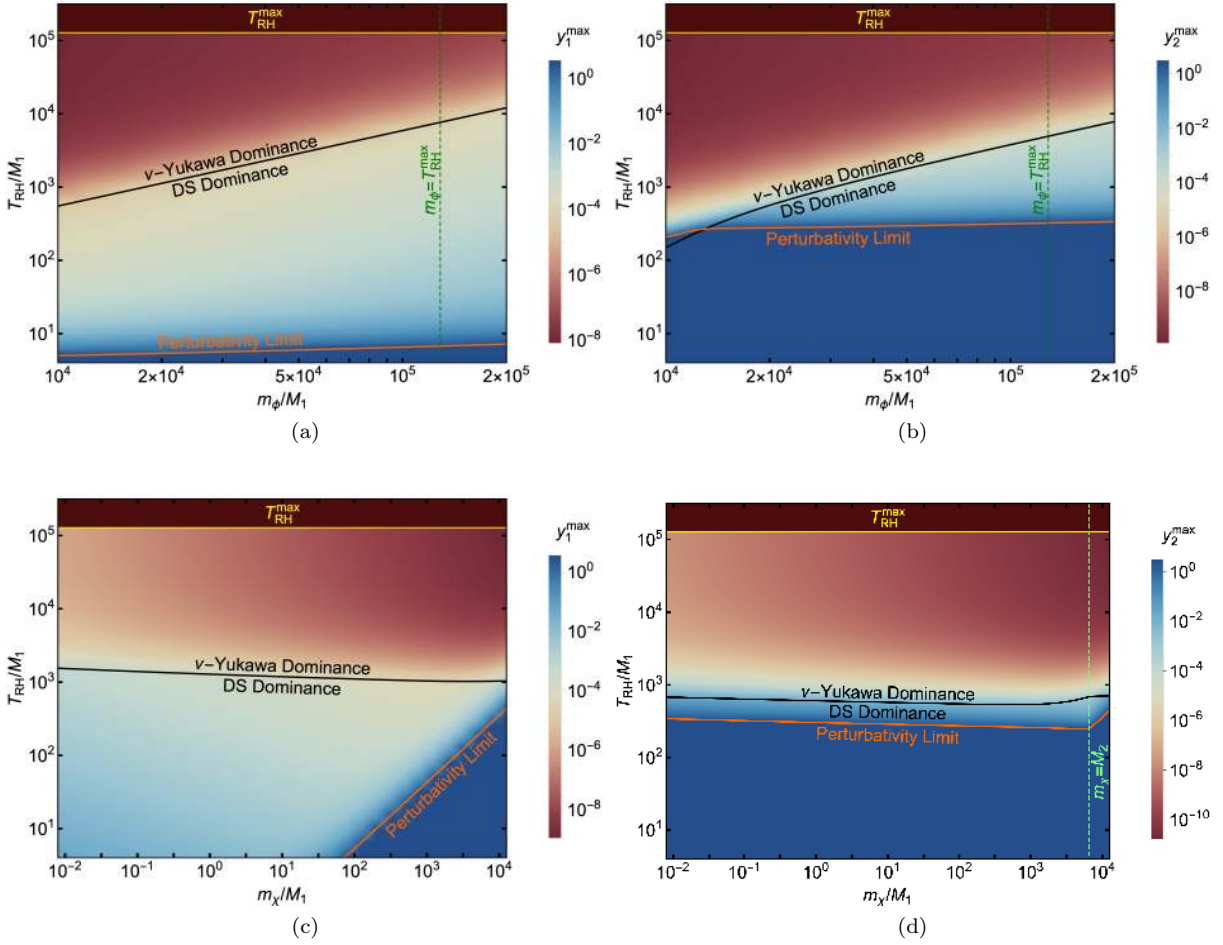 T_RH^max
y_1^max
10^5
10^4
10^3
10^2
10^1
T_RH/M_1
ν-Yukawa Dominance
DS Dominance
m_ϕ=T_RH^max
Perturbativity Limit
10^0
10^-2
10^-4
10^-6
10^-8
10^4 2×10^4 5×10^4 10^5 2×10^5
m_ϕ/M_1
(a)
T_RH^max
y_2^max
10^5
10^4
10^3
10^2
10^1
T_RH/M_1
ν-Yukawa Dominance
DS Dominance
m_ϕ=T_RH^max
Perturbativity Limit
10^0
10^-2
10^-4
10^-6
10^-8
10^4 2×10^4 5×10^4 10^5 2×10^5
m_ϕ/M_1
(b)
T_RH^max
y_1^max
10^5
10^4
10^3
10^2
10^1
T_RH/M_1
ν-Yukawa Dominance
DS Dominance
Perturbativity Limit
10^0
10^-2
10^-4
10^-6
10^-8
10^-2 10^-1 10^0 10^1 10^2 10^3 10^4
m_χ/M_1
(c)
T_RH^max
y_2^max
10^5
10^4
10^3
10^2
10^1
T_RH/M_1
ν-Yukawa Dominance
DS Dominance
Perturbativity Limit
m_χ=M_2
10^0
10^-2
10^-4
10^-6
10^-8
10^-10
10^-2 10^-1 10^0 10^1 10^2 10^3 10^4
m_χ/M_1
(d)